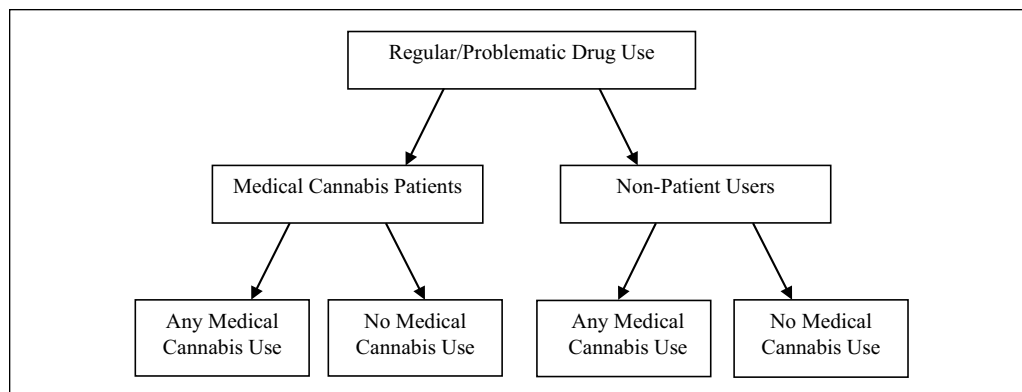 Regular/Problematic Drug Use
Medical Cannabis Patients
Non-Patient Users
Any Medical
Cannabis Use
No Medical
Cannabis Use
Any Medical
Cannabis Use
No Medical
Cannabis Use